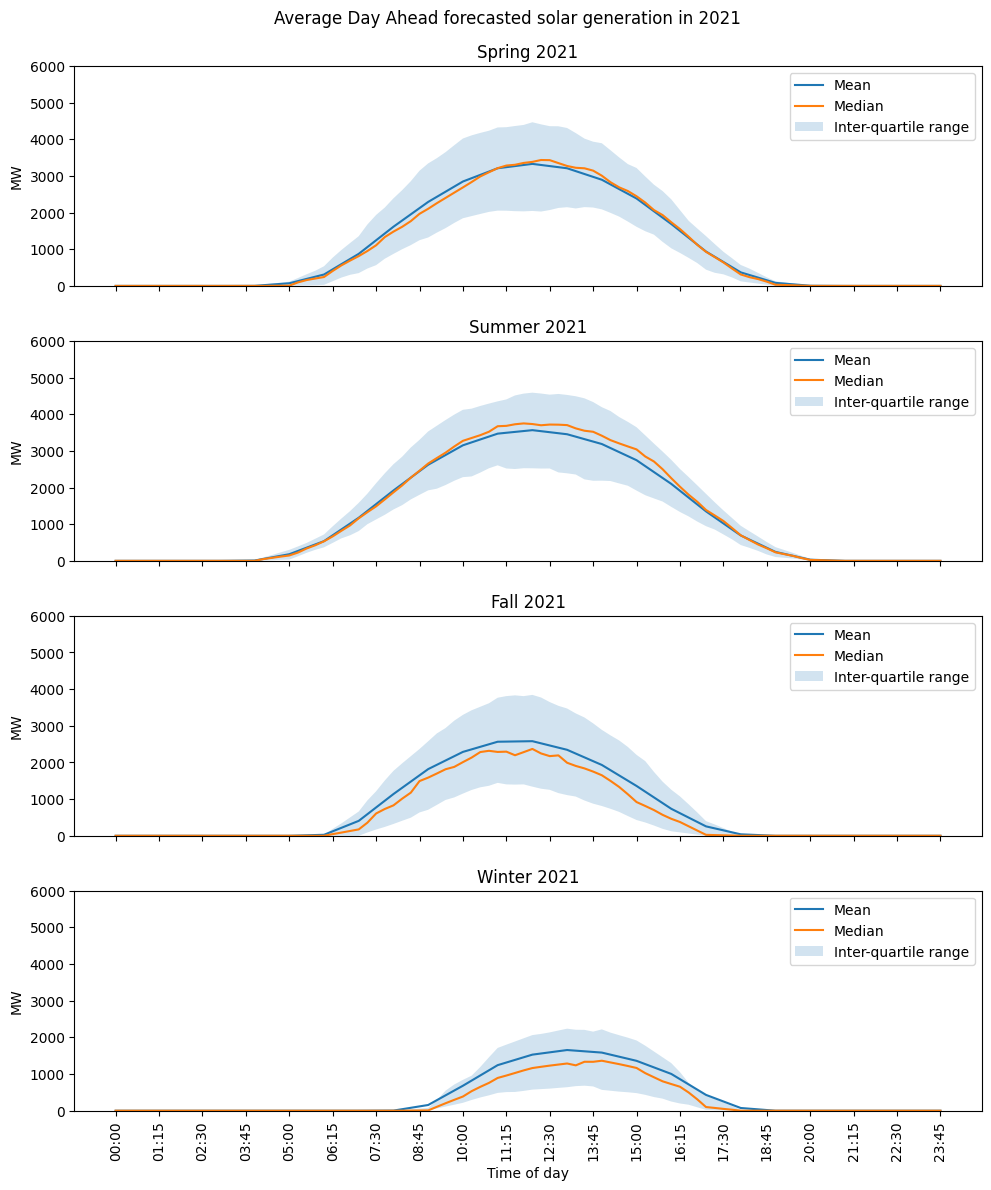 Average Day Ahead forecasted solar generation in 2021
Spring 2021
6000
5000
4000
3000
2000
1000
0
MW
Mean
Median
Inter-quartile range
Summer 2021
6000
5000
4000
3000
2000
1000
0
MW
Mean
Median
Inter-quartile range
Fall 2021
6000
5000
4000
3000
2000
1000
0
MW
Mean
Median
Inter-quartile range
Winter 2021
6000
5000
4000
3000
2000
1000
0
MW
Mean
Median
Inter-quartile range
00:00
01:15
02:30
03:45
05:00
06:15
07:30
08:45
10:00
11:15
12:30
13:45
15:00
16:15
17:30
18:45
20:00
21:15
22:30
23:45
Time of day